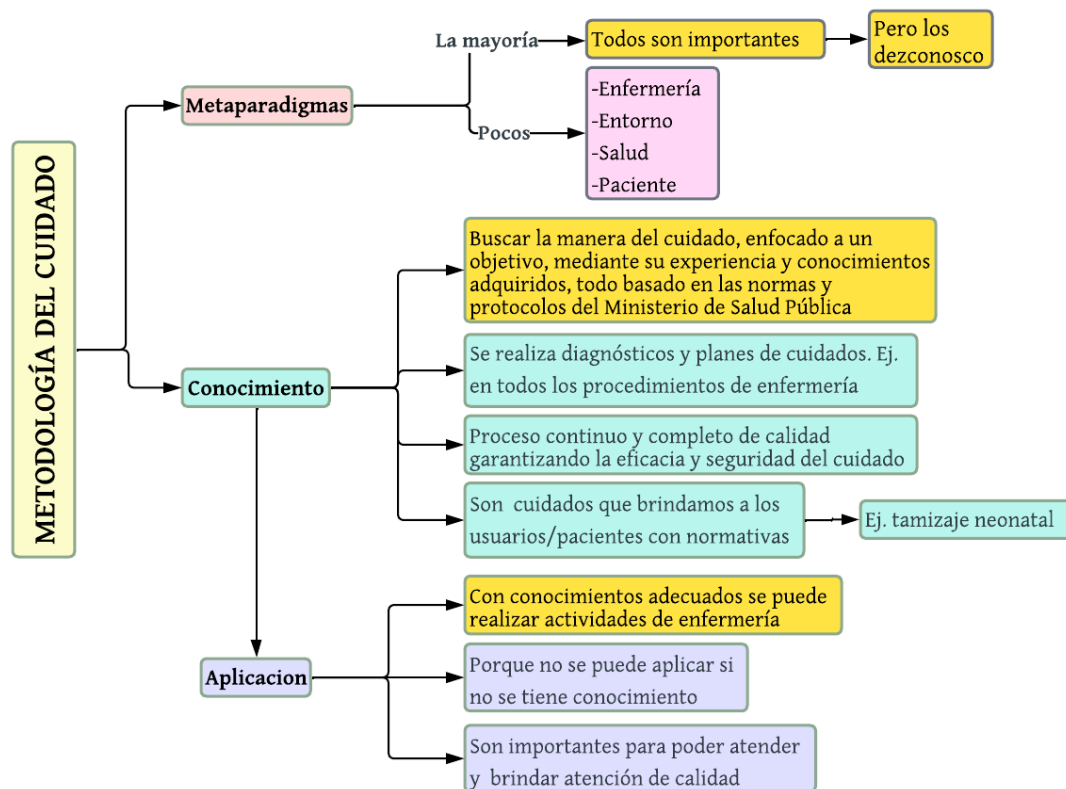 METODOLOGÍA DEL CUIDADO
Metaparadigmas
La mayoría
Todos son importantes
Pero los
dezconosco
Pocos
-Enfermería
-Entorno
-Salud
-Paciente
Conocimiento
Buscar la manera del cuidado, enfocado a un
objetivo, mediante su experiencia y conocimientos
adquiridos, todo basado en las normas y
protocolos del Ministerio de Salud Pública
Se realiza diagnósticos y planes de cuidados. Ej.
en todos los procedimientos de enfermería
Proceso continuo y completo de calidad
garantizando la eficacia y seguridad del cuidado
Son cuidados que brindamos a los
usuarios/pacientes con normativas
Ej. tamizaje neonatal
Aplicacion
Con conocimientos adecuados se puede
realizar actividades de enfermería
Porque no se puede aplicar si
no se tiene conocimiento
Son importantes para poder atender
y brindar atención de calidad